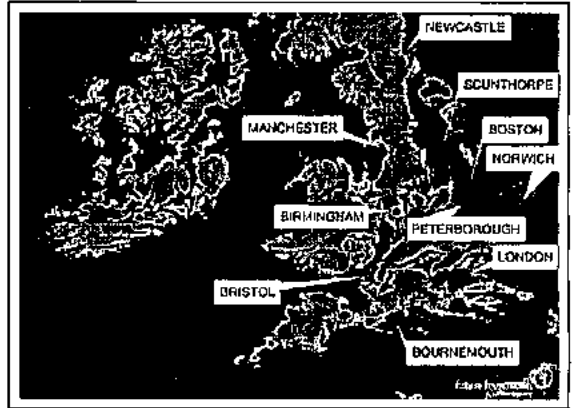 NEWCASTLE
SCUNTHORPE
BOSTON
MANCHESTER
NORWICH
BIRMINGHAM
PETERBOROUGH
LONDON
BRISTOL
BOURNEMOUTH